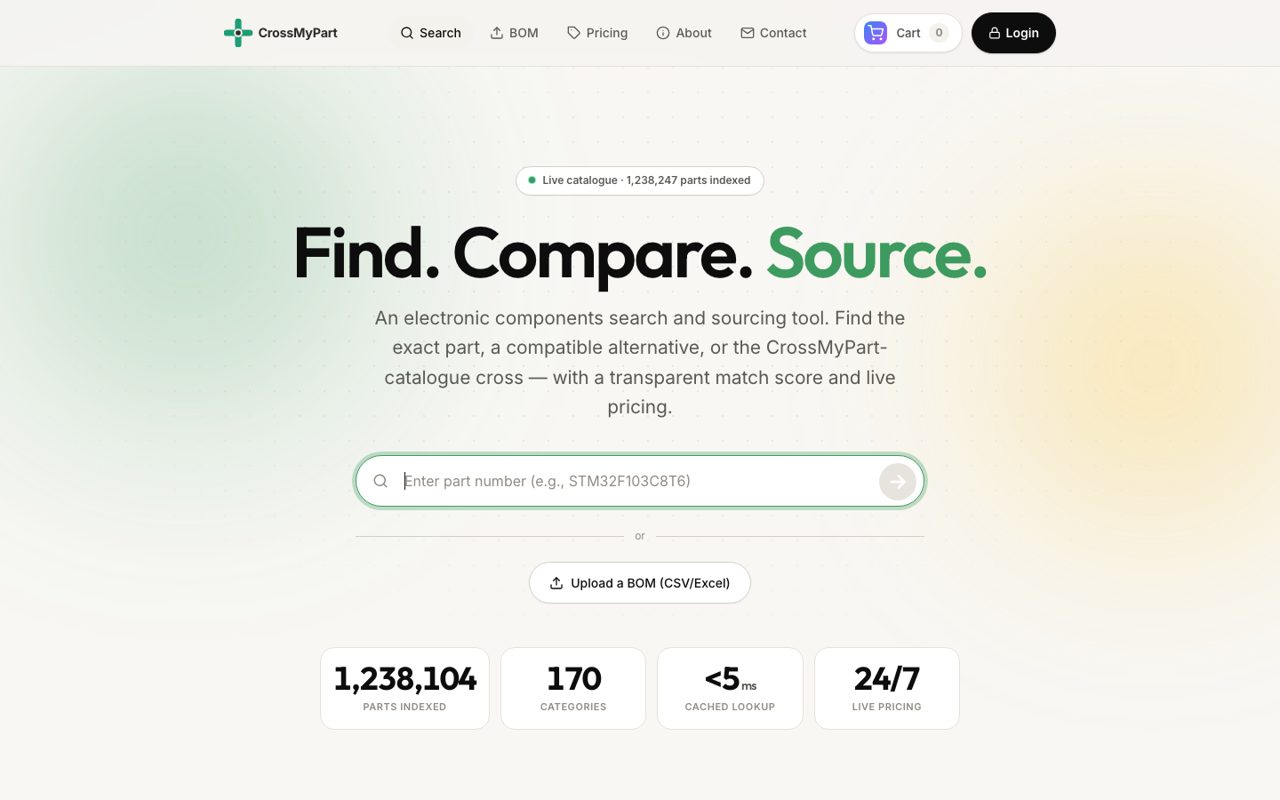 CrossMyPart
Search
BOM
Pricing
About
Contact
Cart 0
Login
Live catalogue · 1,238,247 parts indexed
Find. Compare. Source.
An electronic components search and sourcing tool. Find the
exact part, a compatible alternative, or the CrossMyPart-
catalogue cross — with a transparent match score and live
pricing.
Enter part number (e.g., STM32F103C8T6)
or
Upload a BOM (CSV/Excel)
1,238,104
PARTS INDEXED
170
CATEGORIES
<5 ms
CACHED LOOKUP
24/7
LIVE PRICING